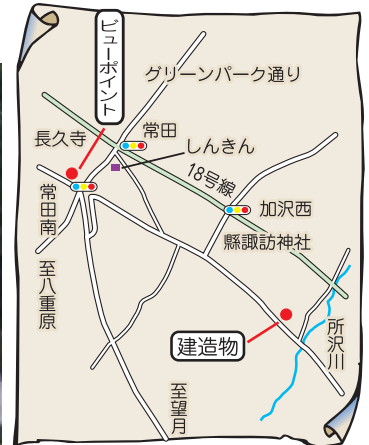 ビューポイント
グリーンパーク通り
長久寺
常田
しんきん
18号線
加沢西
常田南
縣諏訪神社
至八重原
建造物
所沢川
至望月